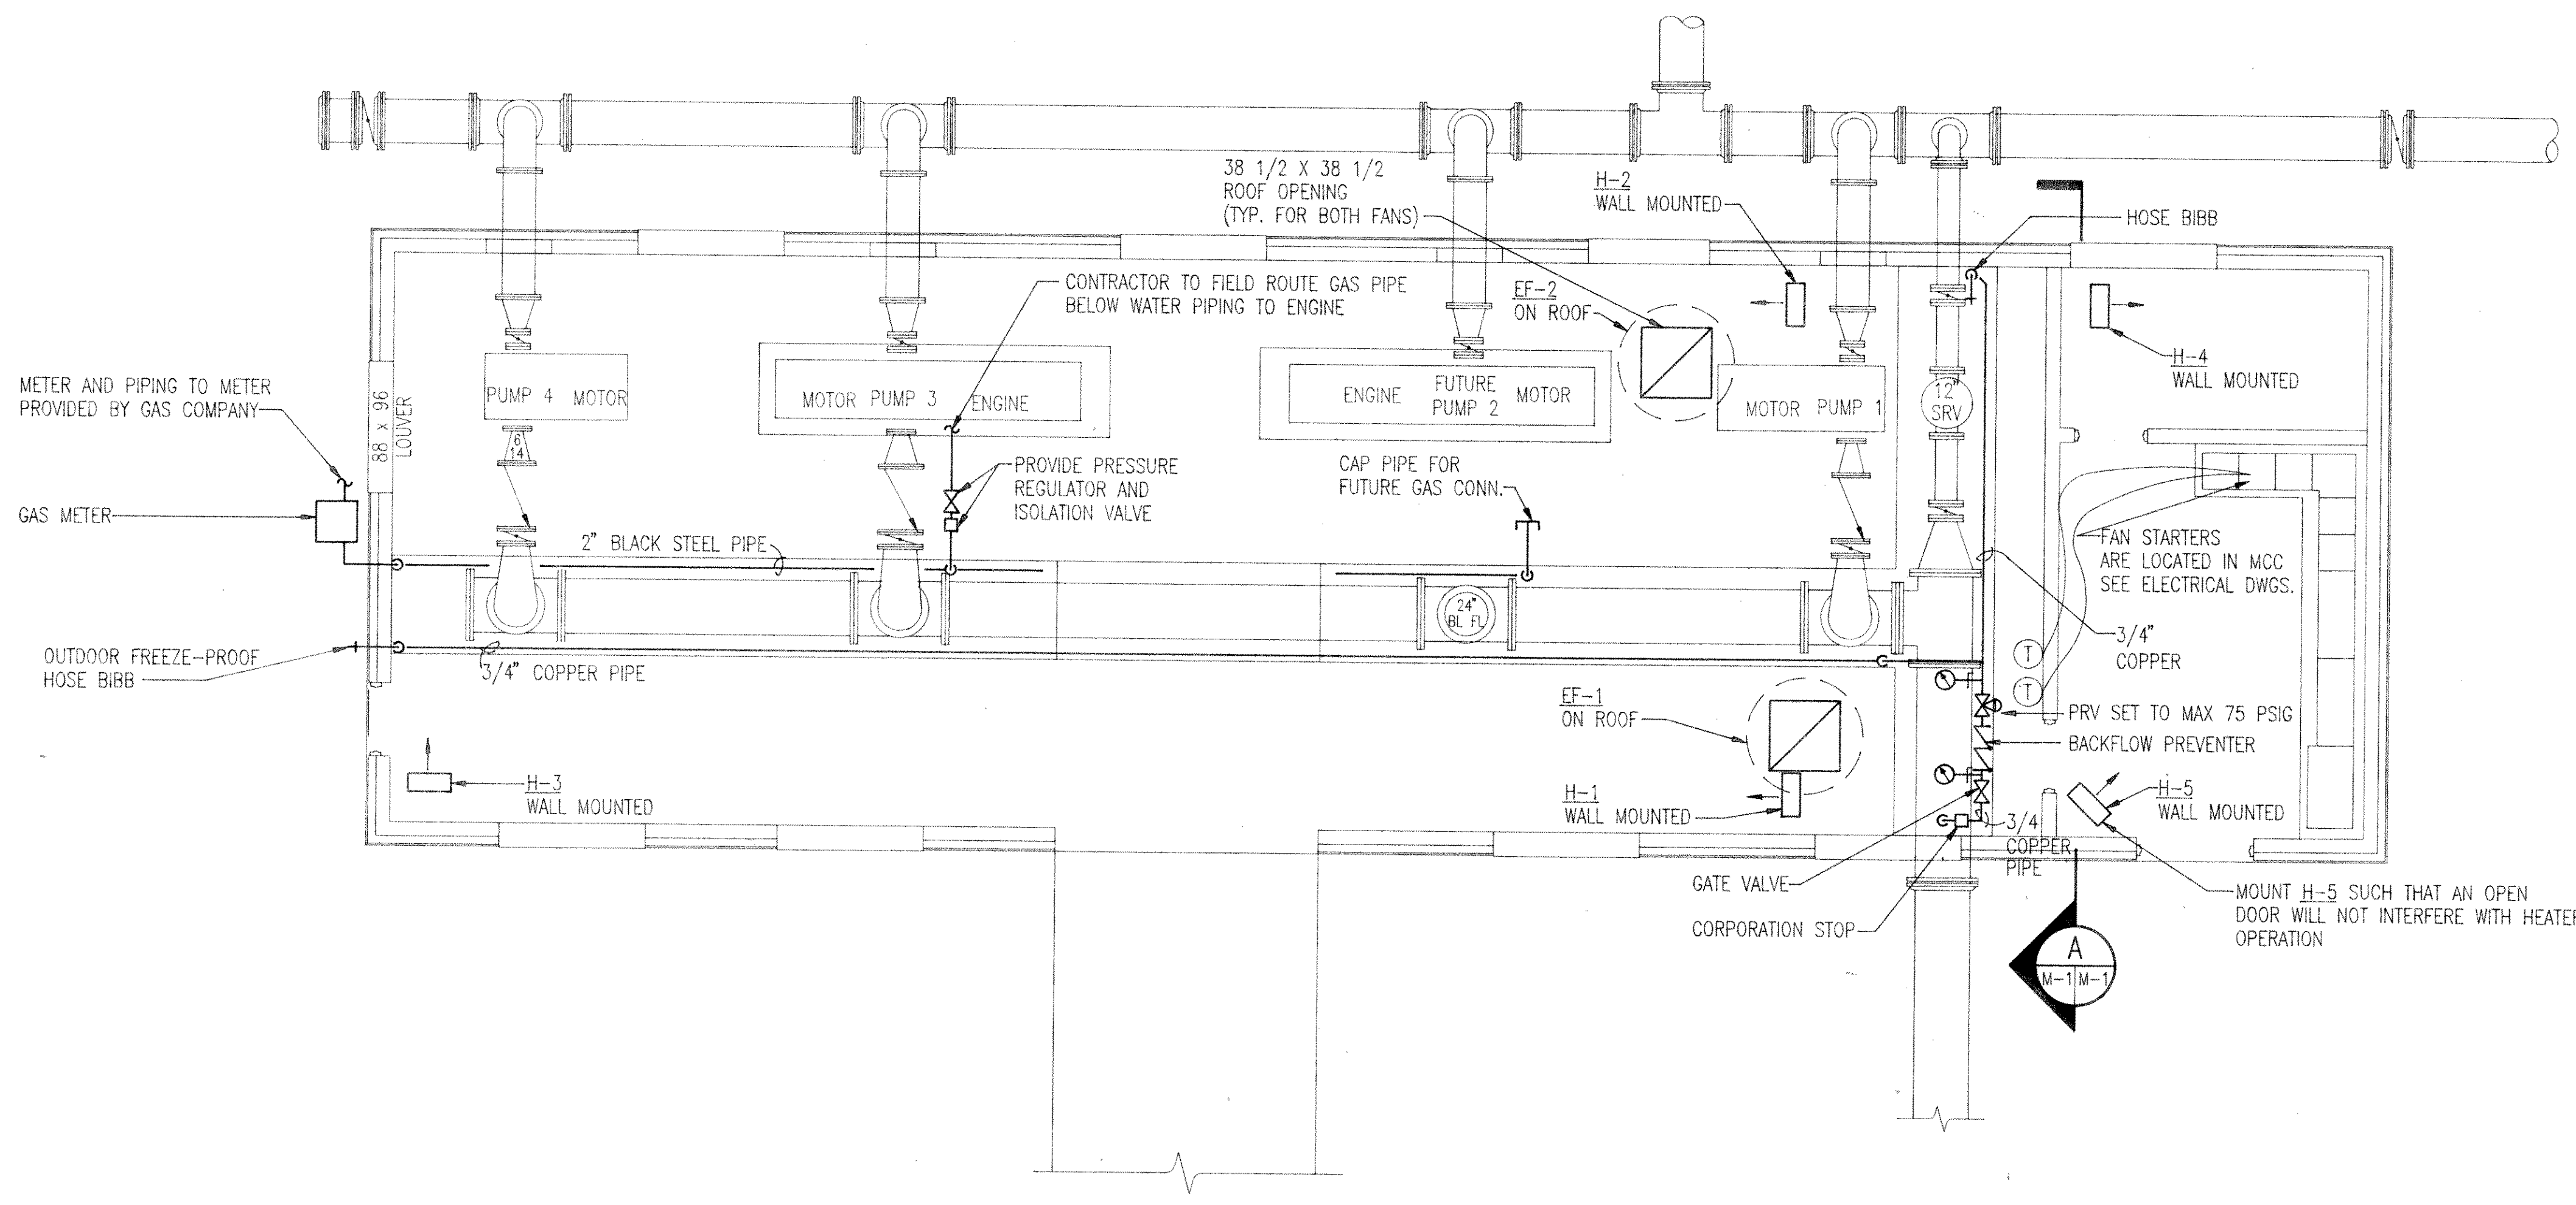 38 1/2 X 38 1/2
ROOF OPENING
(TYP. FOR BOTH FANS)
H-2
WALL MOUNTED
HOSE BIBB
CONTRACTOR TO FIELD ROUTE GAS PIPE
BELOW WATER PIPING TO ENGINE
EF-2
ON ROOF
H-4
WALL MOUNTED
METER AND PIPING TO METER
PROVIDED BY GAS COMPANY
88 x 96
LOUVER
PUMP 4 MOTOR
MOTOR PUMP 3 ENGINE
ENGINE FUTURE MOTOR
PUMP 2
MOTOR PUMP 1
12"
SRV
6
14
PROVIDE PRESSURE
REGULATOR AND
ISOLATION VALVE
CAP PIPE FOR
FUTURE GAS CONN.
GAS METER
2" BLACK STEEL PIPE
FAN STARTERS
ARE LOCATED IN MCC
SEE ELECTRICAL DWGS.
24"
BL FL
3/4"
COPPER
OUTDOOR FREEZE-PROOF
HOSE BIBB
3/4" COPPER PIPE
T
T
EF-1
ON ROOF
PRV SET TO MAX 75 PSIG
BACKFLOW PREVENTER
H-3
WALL MOUNTED
H-1
WALL MOUNTED
H-5
WALL MOUNTED
3/4
COPPER
PIPE
GATE VALVE
CORPORATION STOP
MOUNT H-5 SUCH THAT AN OPEN
DOOR WILL NOT INTERFERE WITH HEATER
OPERATION
A
M-1 M-1